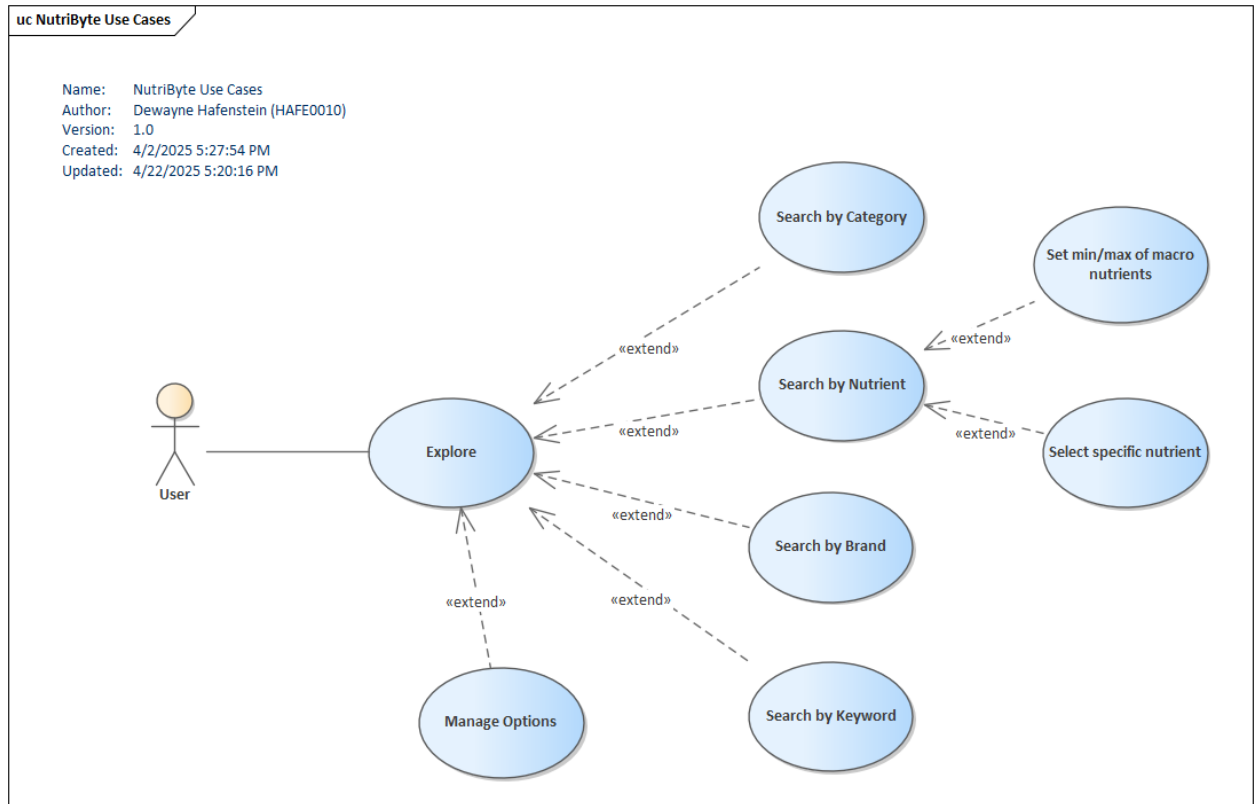 uc NutriByte Use Cases
Name: NutriByte Use Cases
Author: Dewayne Hafenstein (HAFE0010)
Version: 1.0
Created: 4/2/2025 5:27:54 PM
Updated: 4/22/2025 5:20:16 PM
Search by Category
Set min/max of macro
nutrients
«extend»
«extend»
Search by Nutrient
«extend»
«extend»
Explore
Select specific nutrient
User
«extend»
Search by Brand
«extend»
«extend»
Manage Options
Search by Keyword